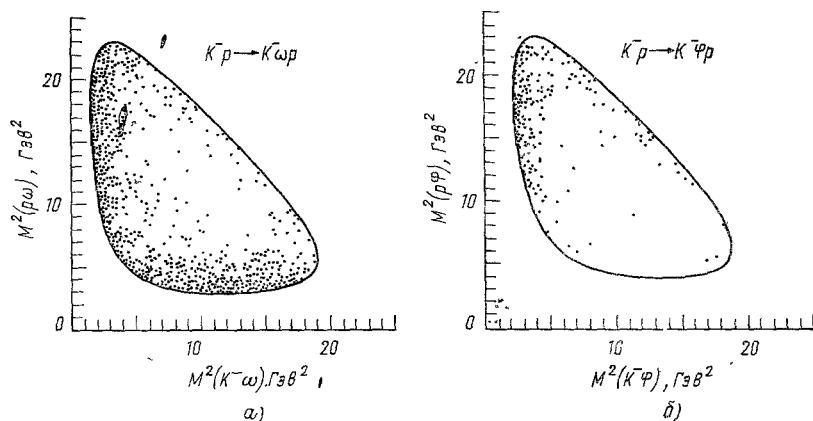 K⁻p→K⁻ωp
M²(pω), ГэВ²
20
10
0
10
20
M²(K⁻ω), ГэВ²
а)
K⁻p→K⁻φp
M²(pφ), ГэВ²
20
10
0
10
20
M²(K⁻φ), ГэВ²
б)